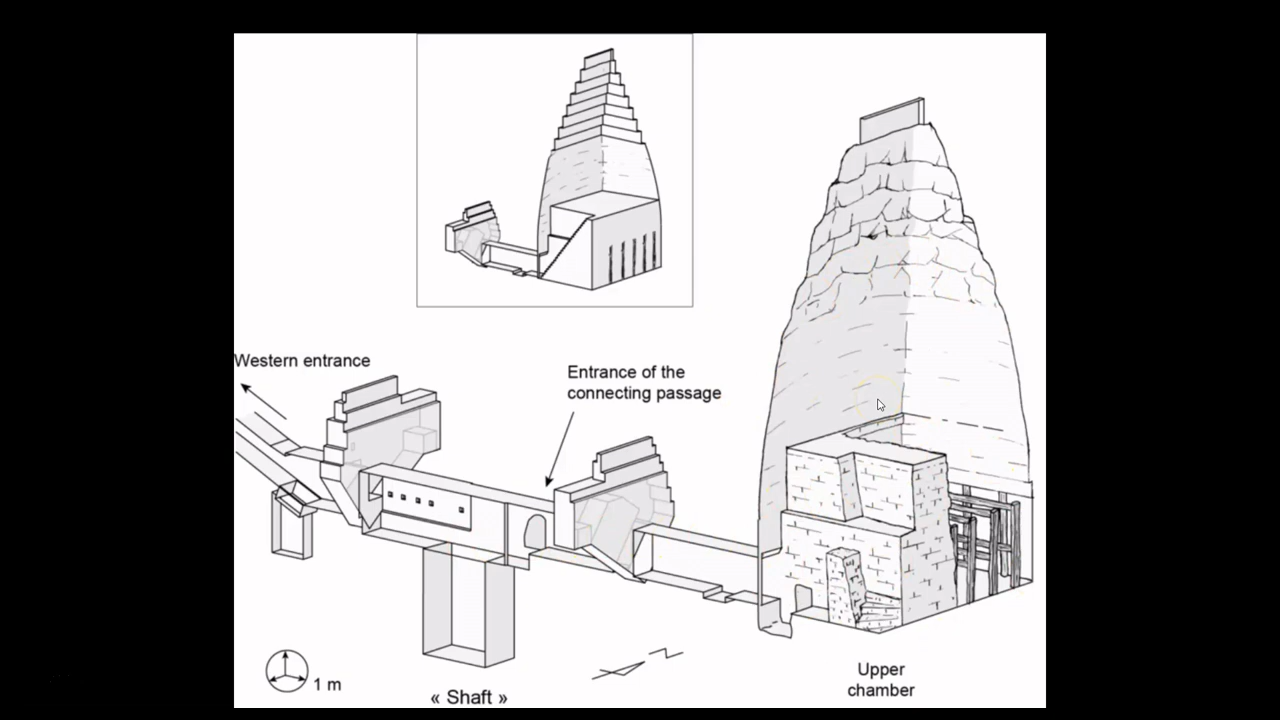 Western entrance
Entrance of the
connecting passage
1 m
« Shaft »
Upper
chamber